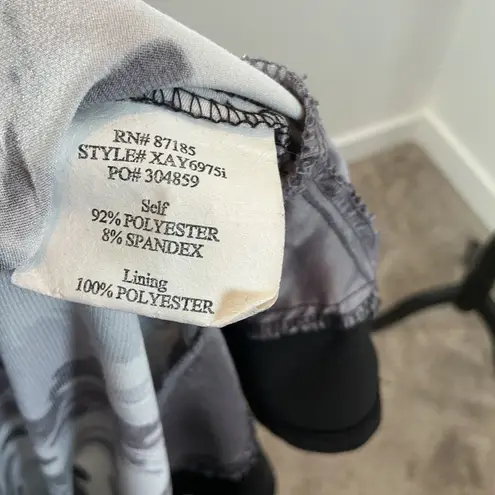 RN# 87185
STYLE# XAY6975i
PO# 304859
Self
92% POLYESTER
8% SPANDEX
Lining
100% POLYESTER